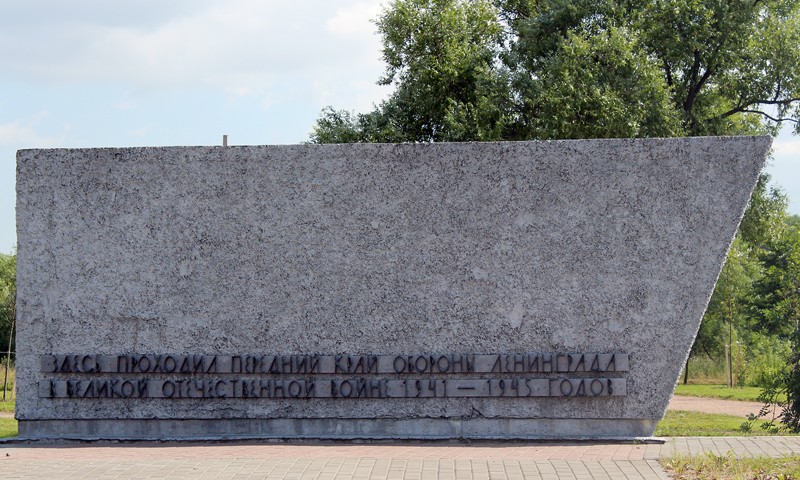 ЗДЕСЬ ПРОХОДИЛ ПЕРЕДНИЙ КРАЙ ОБОРОНЫ ЛЕНИНГРАДА
В ВЕЛИКОЙ ОТЕЧЕСТВЕННОЙ ВОЙНЕ 1941 — 1945 ГОДОВ